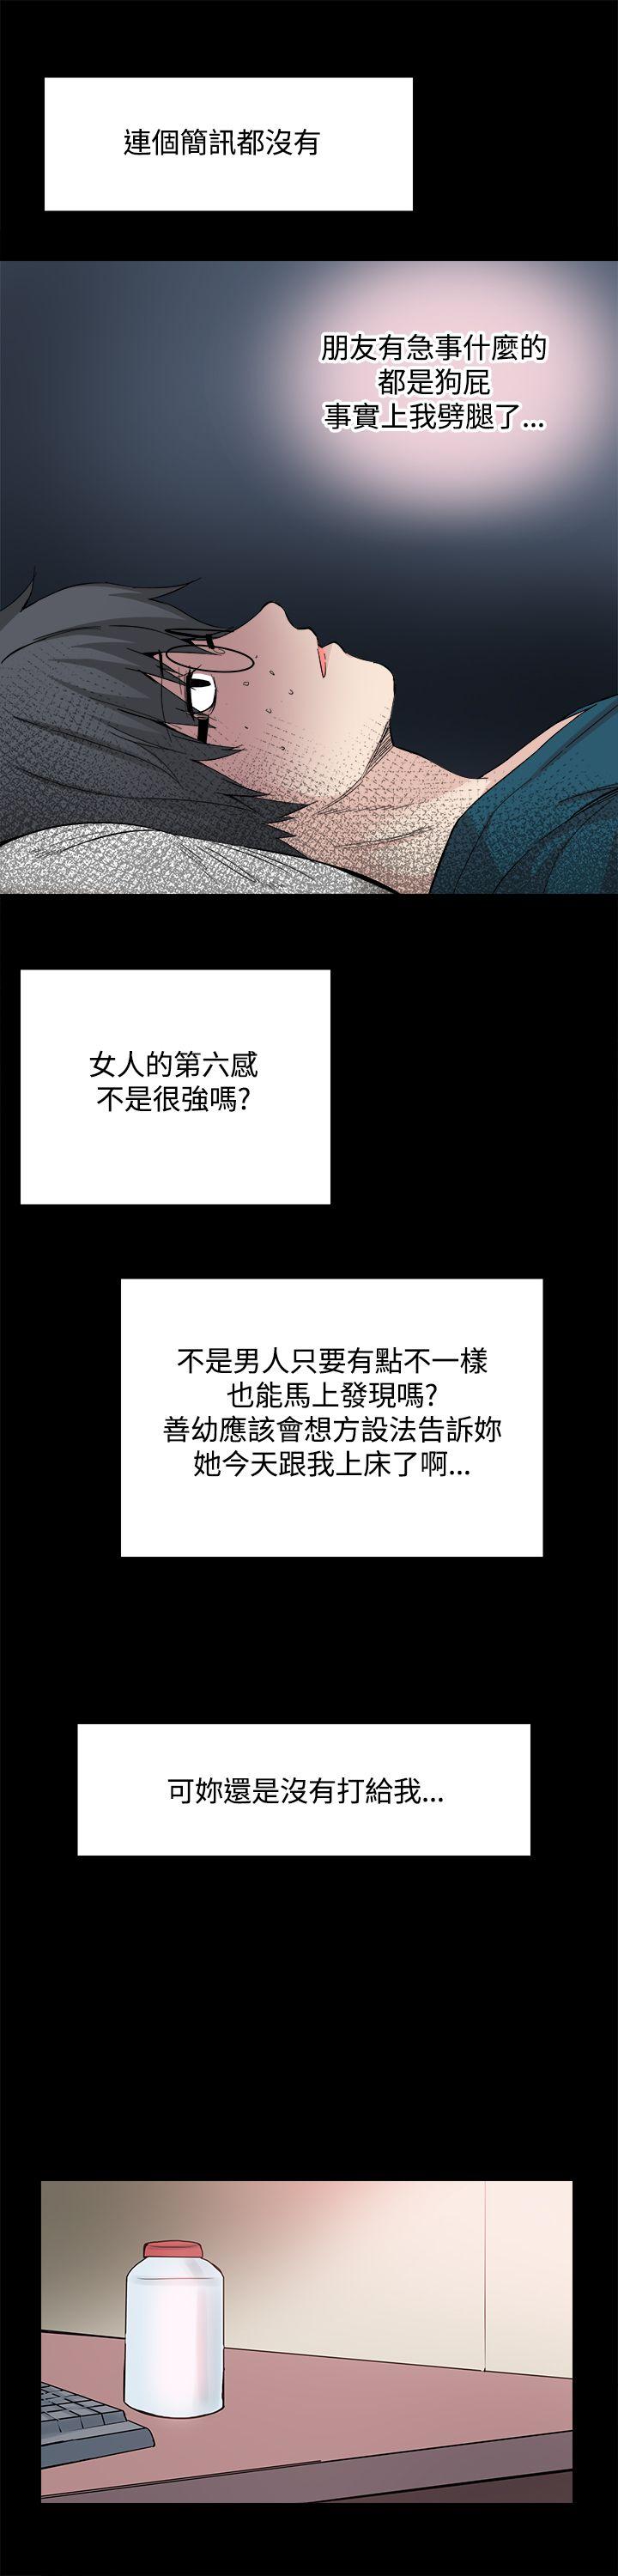 連個簡訊都沒有
朋友有急事什麼的
都是狗屁
事實上我劈腿了...
女人的第六感
不是很強嗎?
不是男人只要有點不一樣
也能馬上發現嗎?
善幼應該會想方設法告訴妳
她今天跟我上床了啊...
可妳還是沒有打給我...